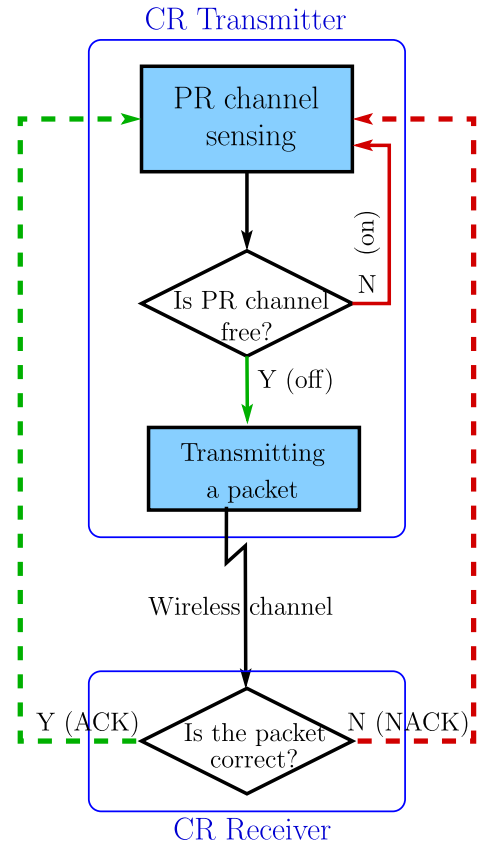 CR Transmitter
PR channel
sensing
(on)
N
Is PR channel
free?
Y (off)
Transmitting
a packet
Wireless channel
Y (ACK)
N (NACK)
Is the packet
correct?
CR Receiver